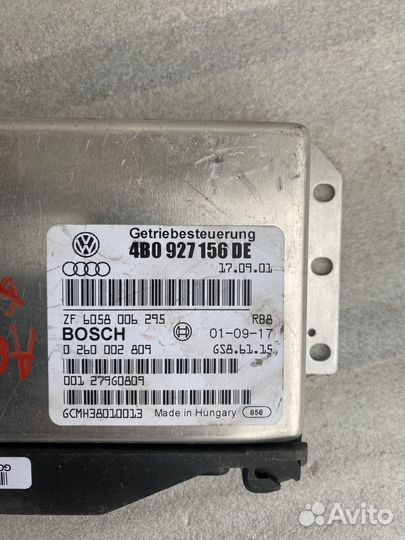 Getriebesteuerung
4B0 927 156 DE
17.09.01
ZF 6058 006 295 RB8
BOSCH 01-09-17
0 260 002 809 GS8.61.15
001 27960809
6CMH38010013 Made in Hungary 658
Avito